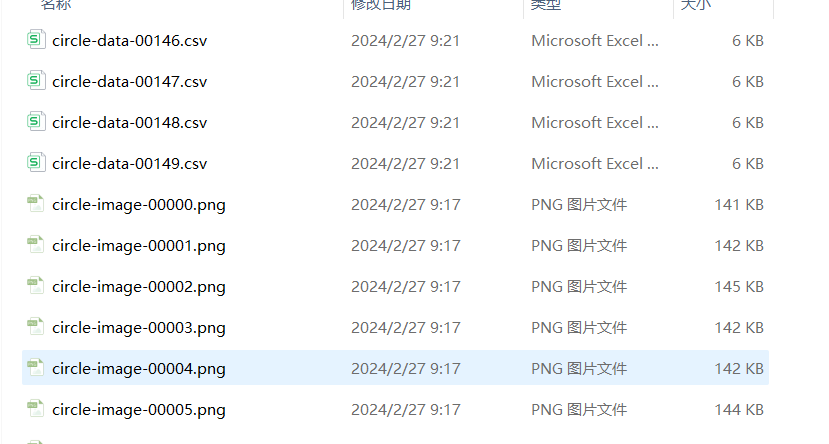 名称 修改日期 类型 大小
circle-data-00146.csv 2024/2/27 9:21 Microsoft Excel ... 6 KB
circle-data-00147.csv 2024/2/27 9:21 Microsoft Excel ... 6 KB
circle-data-00148.csv 2024/2/27 9:21 Microsoft Excel ... 6 KB
circle-data-00149.csv 2024/2/27 9:21 Microsoft Excel ... 6 KB
circle-image-00000.png 2024/2/27 9:17 PNG 图片文件 141 KB
circle-image-00001.png 2024/2/27 9:17 PNG 图片文件 142 KB
circle-image-00002.png 2024/2/27 9:17 PNG 图片文件 145 KB
circle-image-00003.png 2024/2/27 9:17 PNG 图片文件 142 KB
circle-image-00004.png 2024/2/27 9:17 PNG 图片文件 142 KB
circle-image-00005.png 2024/2/27 9:17 PNG 图片文件 144 KB